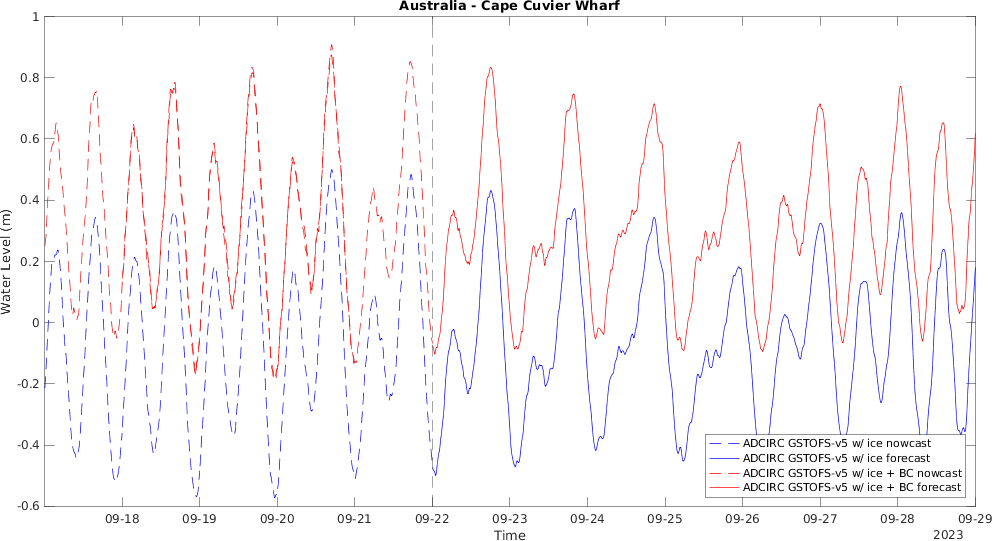 Australia - Cape Cuvier Wharf
1
0.8
0.6
0.4
0.2
0
-0.2
-0.4
-0.6
Water Level (m)
ADCIRC GSTOFS-v5 w/ ice nowcast
ADCIRC GSTOFS-v5 w/ ice forecast
ADCIRC GSTOFS-v5 w/ ice + BC nowcast
ADCIRC GSTOFS-v5 w/ ice + BC forecast
09-18 09-19 09-20 09-21 09-22 09-23 09-24 09-25 09-26 09-27 09-28 09-29
Time
2023